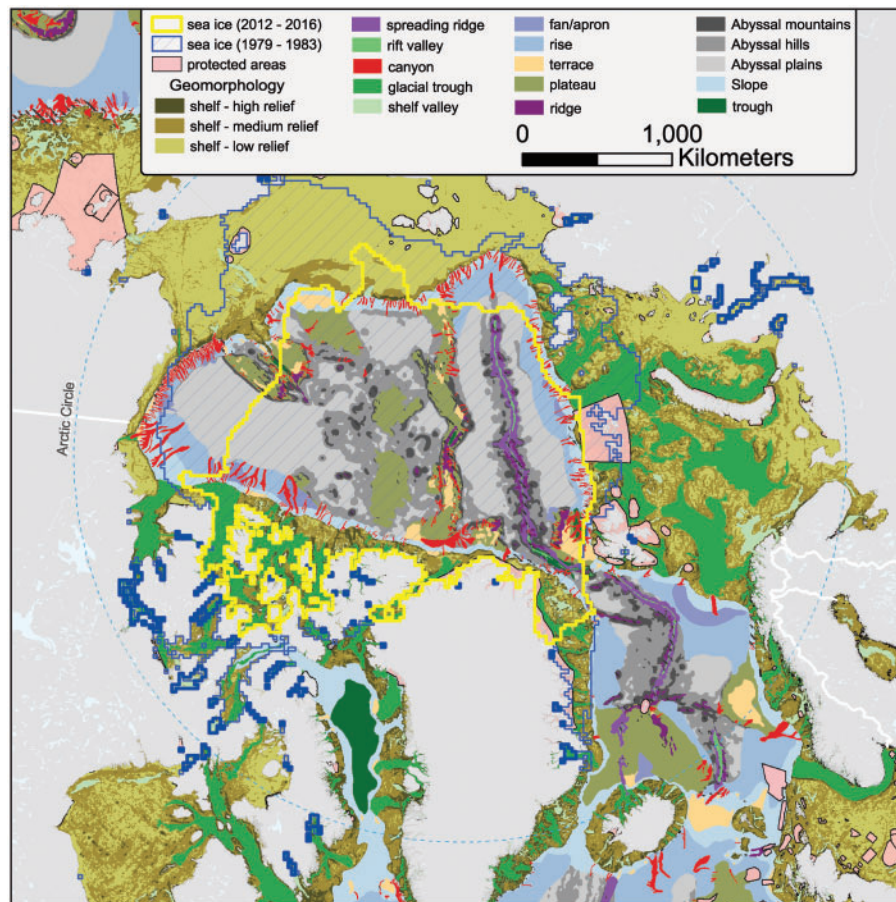 sea ice (2012 - 2016)
sea ice (1979 - 1983)
protected areas
Geomorphology
shelf - high relief
shelf - medium relief
shelf - low relief
spreading ridge
rift valley
canyon
glacial trough
shelf valley
fan/apron
rise
terrace
plateau
ridge
Abyssal mountains
Abyssal hills
Abyssal plains
Slope
trough
0 1,000
Kilometers
Arctic Circle